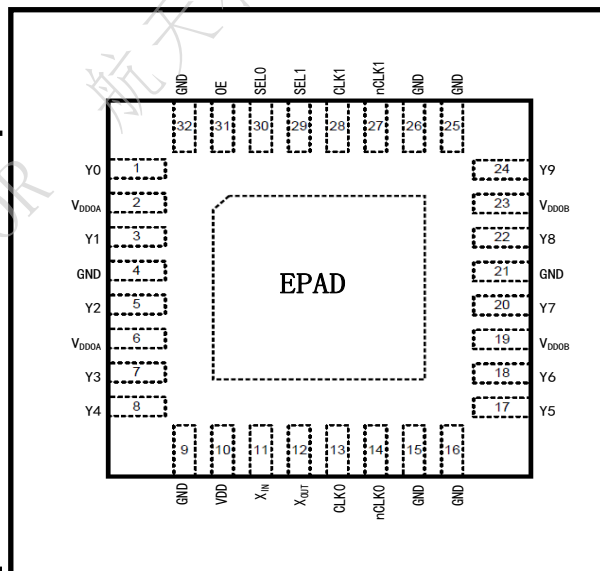 航天
OR
GND OE SEL0 SEL1 CLK1 nCLK1 GND GND
32 31 30 29 28 27 26 25
Y0 1 24 Y9
VDDOA 2 23 VDDOB
Y1 3 22 Y8
GND 4 21 GND
EPAD
Y2 5 20 Y7
VDDOA 6 19 VDDOB
Y3 7 18 Y6
Y4 8 17 Y5
9 10 11 12 13 14 15 16
GND VDD XIN XOUT CLK0 nCLK0 GND GND